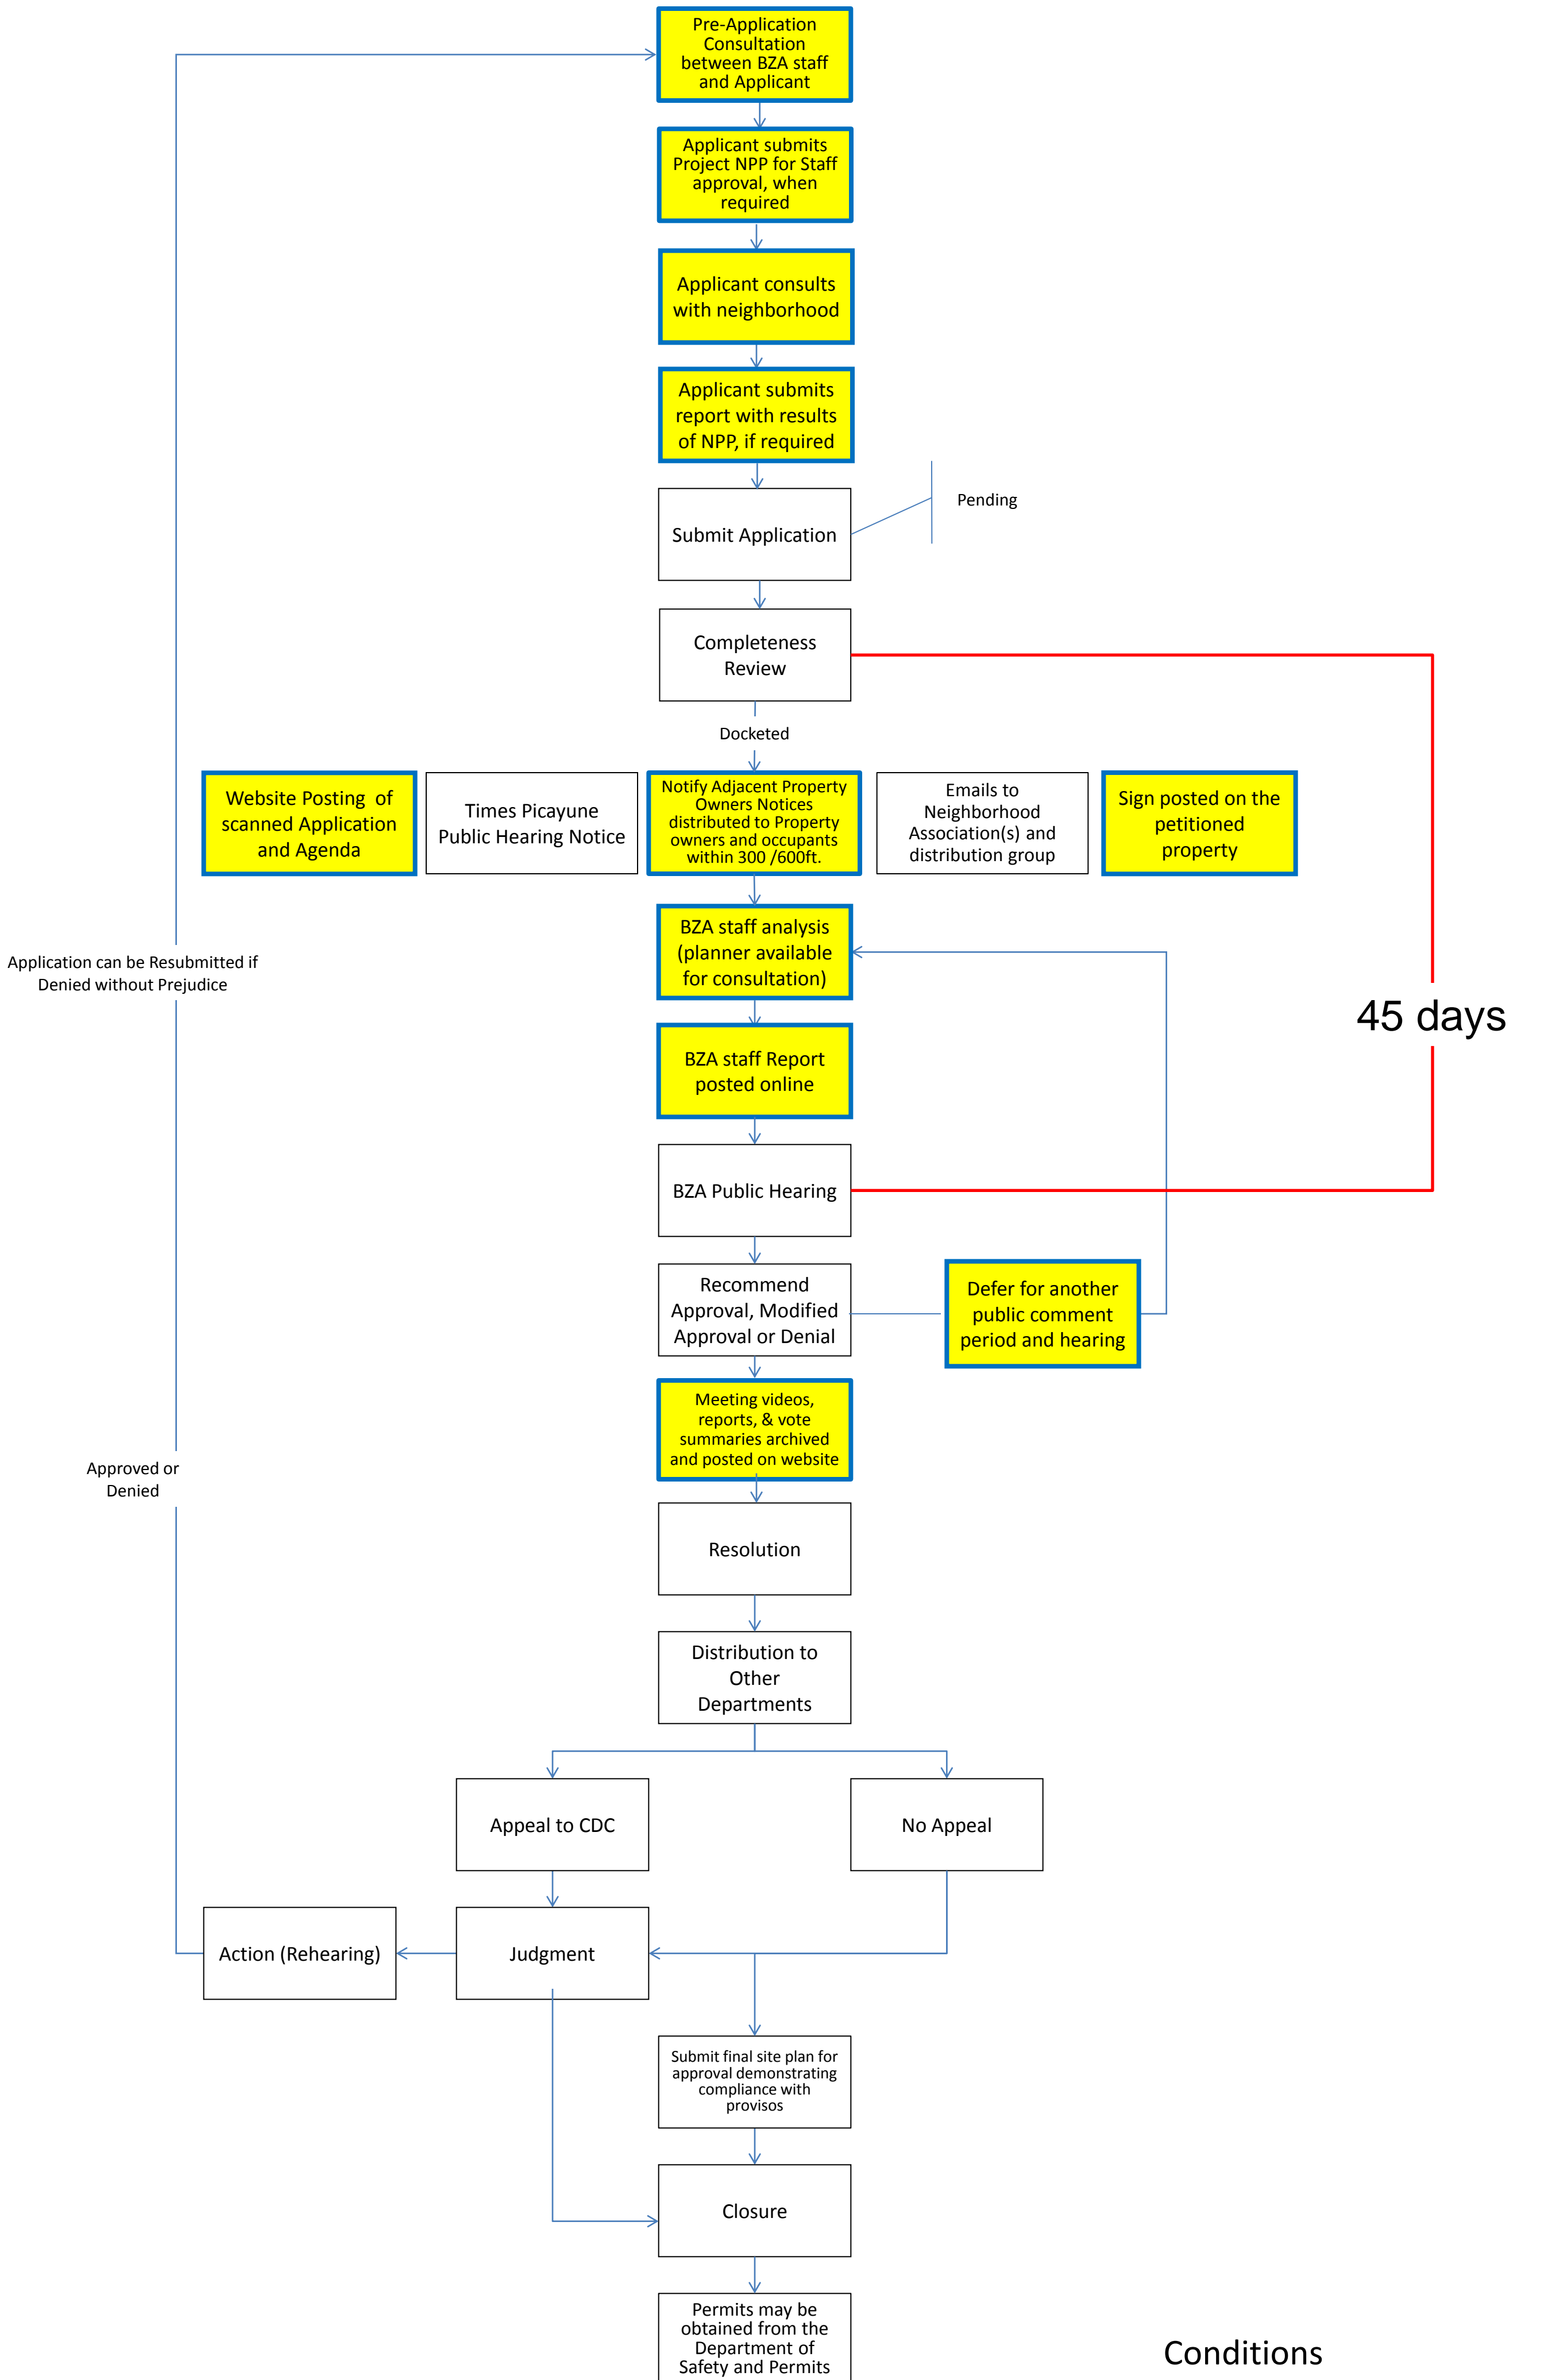 Pre-Application
Consultation
between BZA staff
and Applicant
Applicant submits
Project NPP for Staff
approval, when
required
Applicant consults
with neighborhood
Applicant submits
report with results
of NPP, if required
Submit Application
Pending
Completeness
Review
Docketed
Website Posting of
scanned Application
and Agenda
Times Picayune
Public Hearing Notice
Notify Adjacent Property
Owners Notices
distributed to Property
owners and occupants
within 300 /600ft.
Emails to
Neighborhood
Association(s) and
distribution group
Sign posted on the
petitioned
property
BZA staff analysis
(planner available
for consultation)
Application can be Resubmitted if
Denied without Prejudice
45 days
BZA staff Report
posted online
BZA Public Hearing
Recommend
Approval, Modified
Approval or Denial
Defer for another
public comment
period and hearing
Meeting videos,
reports, & vote
summaries archived
and posted on website
Approved or
Denied
Resolution
Distribution to
Other
Departments
Appeal to CDC
No Appeal
Action (Rehearing)
Judgment
Submit final site plan for
approval demonstrating
compliance with
provisos
Closure
Permits may be
obtained from the
Department of
Safety and Permits
Conditions